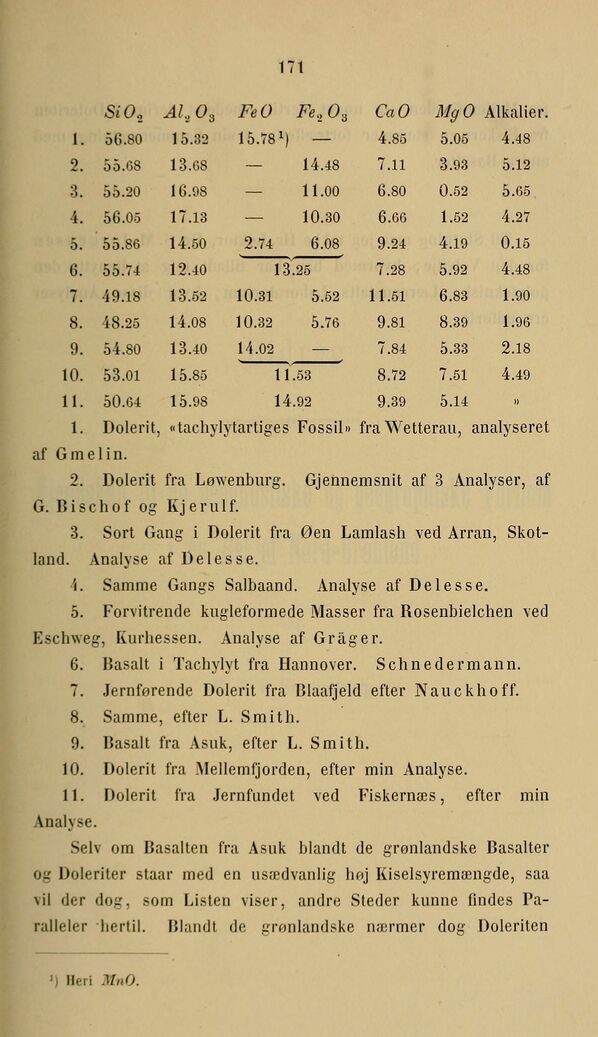 171
SiO₂ Al₂O₃ FeO Fe₂O₃ CaO MgO Alkalier.
1. 56.80 15.32 15.78¹) — 4.85 5.05 4.48
2. 55.68 13.68 — 14.48 7.11 3.93 5.12
3. 55.20 16.98 — 11.00 6.80 0.52 5.65
4. 56.05 17.13 — 10.30 6.66 1.52 4.27
5. 55.86 14.50 2.74 6.08 9.24 4.19 0.15
6. 55.74 12.40 13.25 7.28 5.92 4.48
7. 49.18 13.52 10.31 5.52 11.51 6.83 1.90
8. 48.25 14.08 10.32 5.76 9.81 8.39 1.96
9. 54.80 13.40 14.02 — 7.84 5.33 2.18
10. 53.01 15.85 11.53 8.72 7.51 4.49
11. 50.64 15.98 14.92 9.39 5.14 »
1. Dolerit, «tachylytartiges Fossil» fra Wetterau, analyseret
af Gmelin.
2. Dolerit fra Løwenburg. Gjennemsnit af 3 Analyser, af
G. Bischof og Kjerulf.
3. Sort Gang i Dolerit fra Øen Lamlash ved Arran, Skot-
land. Analyse af Delesse.
4. Samme Gangs Salbaand. Analyse af Delesse.
5. Forvitrende kugleformede Masser fra Rosenbielchen ved
Eschweg, Kurhessen. Analyse af Gräger.
6. Basalt i Tachylyt fra Hannover. Schnedermann.
7. Jernførende Dolerit fra Blaafjeld efter Nauckhoff.
8. Samme, efter L. Smith.
9. Basalt fra Asuk, efter L. Smith.
10. Dolerit fra Mellemfjorden, efter min Analyse.
11. Dolerit fra Jernfundet ved Fiskernæs, efter min
Analyse.
Selv om Basalten fra Asuk blandt de grønlandske Basalter
og Doleriter staar med en usædvanlig høj Kiselsyremængde, saa
vil der dog, som Listen viser, andre Steder kunne findes Pa-
ralleler hertil. Blandt de grønlandske nærmer dog Doleriten
¹) Heri MnO.